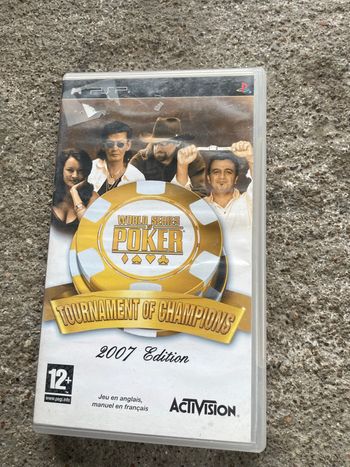 PSP
WORLD SERIES
OF
POKER
TOURNAMENT OF CHAMPIONS
2007 Edition
12+
www.pegi.info
Jeu en anglais,
manuel en français
ACTIVISION